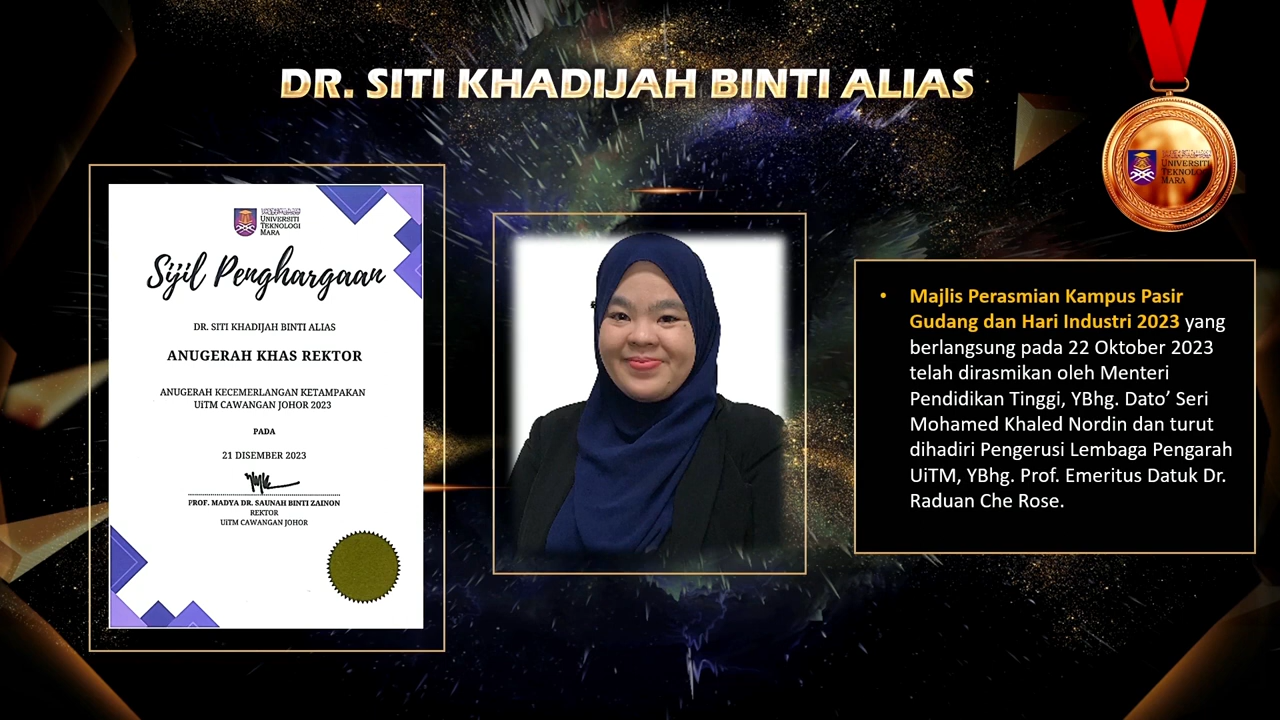 DR. SITI KHADIJAH BINTI ALIAS
UNIVERSITI
TEKNOLOGI
MARA
Sijil Penghargaan
DR. SITI KHADIJAH BINTI ALIAS
ANUGERAH KHAS REKTOR
ANUGERAH KECEMERLANGAN KETAMPAKAN
UiTM CAWANGAN JOHOR 2023
PADA
21 DISEMBER 2023
PROF. MADYA DR. SAUNAH BINTI ZAINON
REKTOR
UiTM CAWANGAN JOHOR
UNIVERSITI
TEKNOLOGI
MARA
• Majlis Perasmian Kampus Pasir
Gudang dan Hari Industri 2023 yang
berlangsung pada 22 Oktober 2023
telah dirasmikan oleh Menteri
Pendidikan Tinggi, YBhg. Dato’ Seri
Mohamed Khaled Nordin dan turut
dihadiri Pengerusi Lembaga Pengarah
UiTM, YBhg. Prof. Emeritus Datuk Dr.
Raduan Che Rose.